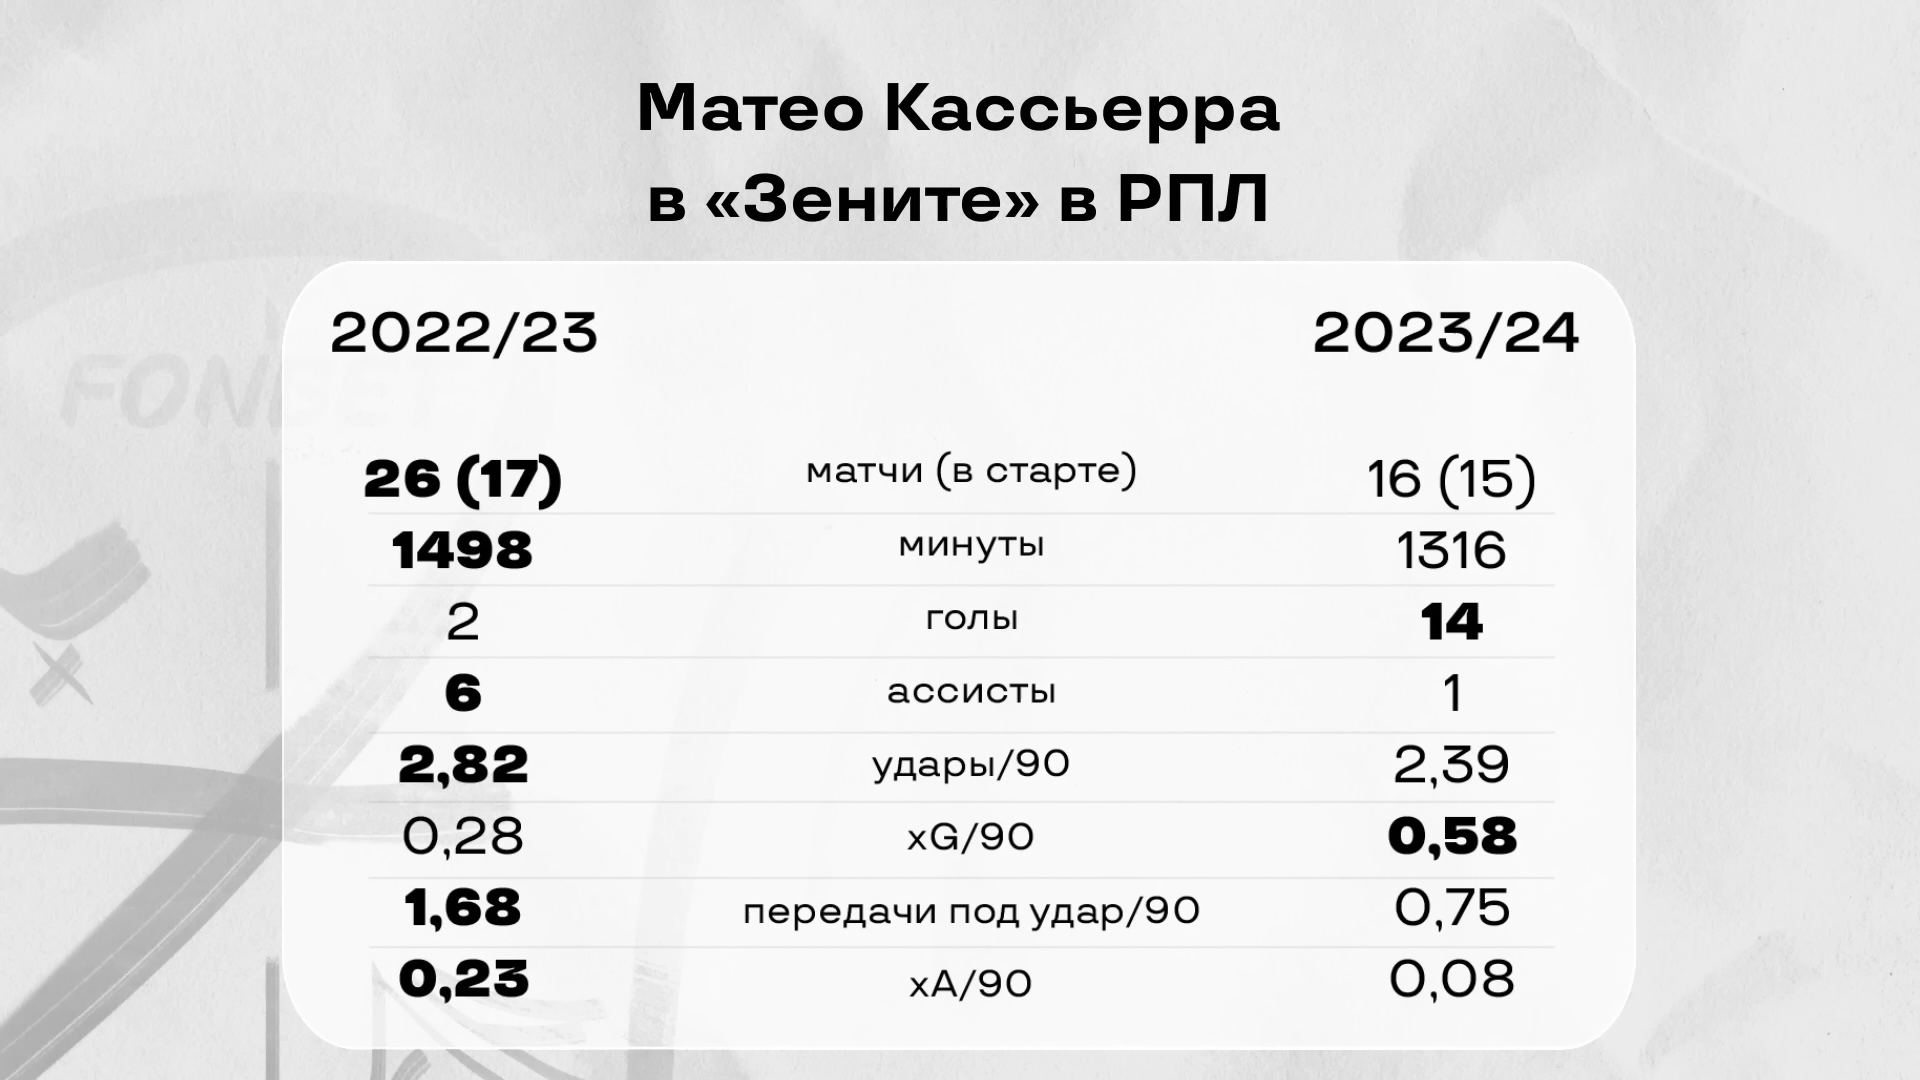 Матео Кассьерра
в «Зените» в РПЛ
2022/23 2023/24
26 (17) матчи (в старте) 16 (15)
1498 минуты 1316
2 голы 14
6 ассисты 1
2,82 удары/90 2,39
0,28 xG/90 0,58
1,68 передачи под удар/90 0,75
0,23 xA/90 0,08
FONBET